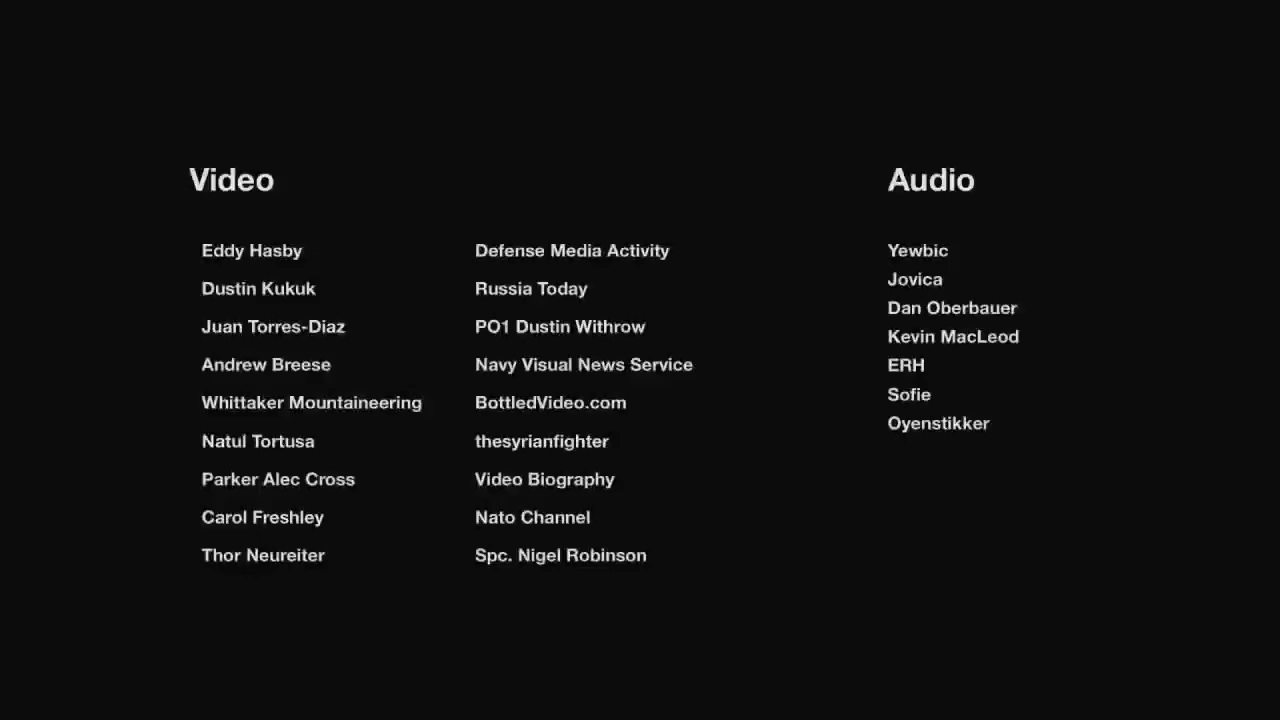 Video
Eddy Hasby
Dustin Kukuk
Juan Torres-Diaz
Andrew Breese
Whittaker Mountaineering
Natul Tortusa
Parker Alec Cross
Carol Freshley
Thor Neureiter
Defense Media Activity
Russia Today
PO1 Dustin Withrow
Navy Visual News Service
BottledVideo.com
thesyrianfighter
Video Biography
Nato Channel
Spc. Nigel Robinson
Audio
Yewbic
Jovica
Dan Oberbauer
Kevin MacLeod
ERH
Sofie
Oyenstikker